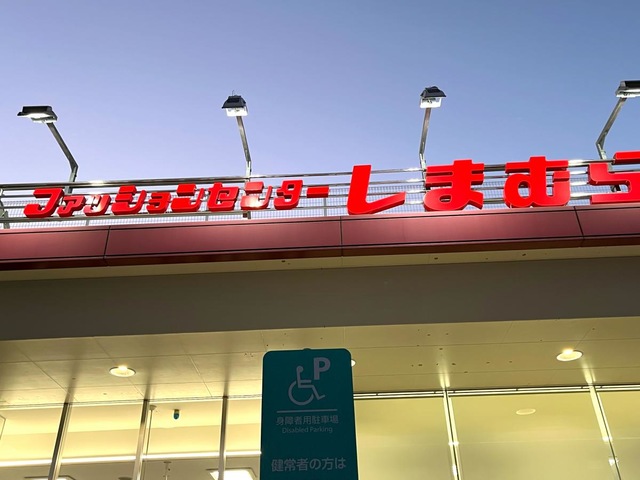 ファッションセンターしまむら
P
身障者用駐車場
Disabled Parking
健常者の方は